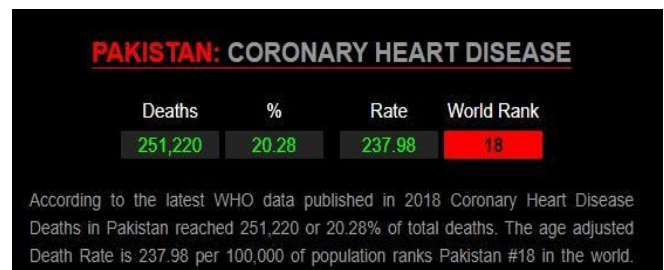 PAKISTAN: CORONARY HEART DISEASE
Deaths % Rate World Rank
251,220 20.28 237.98 18
According to the latest WHO data published in 2018 Coronary Heart Disease
Deaths in Pakistan reached 251,220 or 20.28% of total deaths. The age adjusted
Death Rate is 237.98 per 100,000 of population ranks Pakistan #18 in the world.